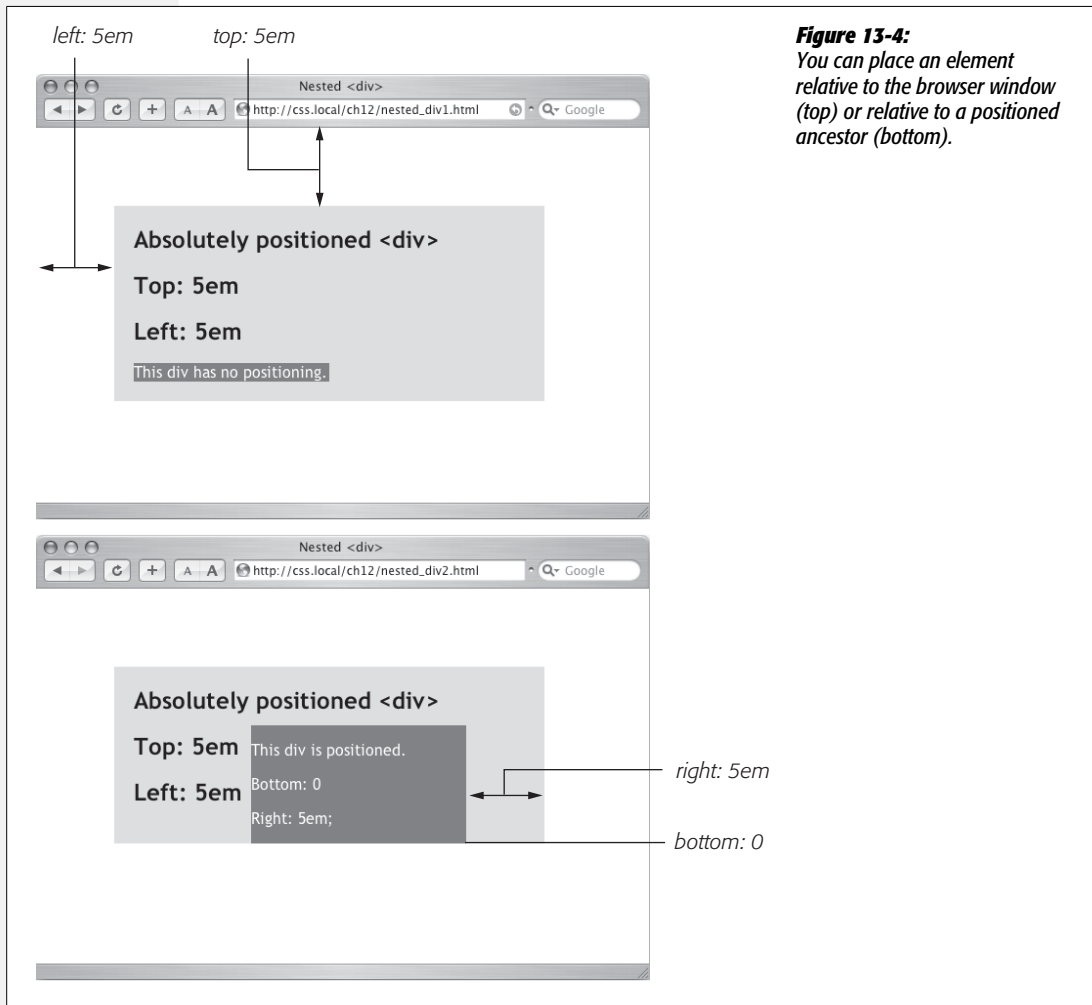 left: 5em
top: 5em
Figure 13-4:
You can place an element
relative to the browser window
(top) or relative to a positioned
ancestor (bottom).
Nested <div>
A A http://css.local/ch12/nested_div1.html Google
Absolutely positioned <div>
Top: 5em
Left: 5em
This div has no positioning.
Nested <div>
A A http://css.local/ch12/nested_div2.html Google
Absolutely positioned <div>
Top: 5em
Left: 5em
This div is positioned.
Bottom: 0
Right: 5em;
right: 5em
bottom: 0